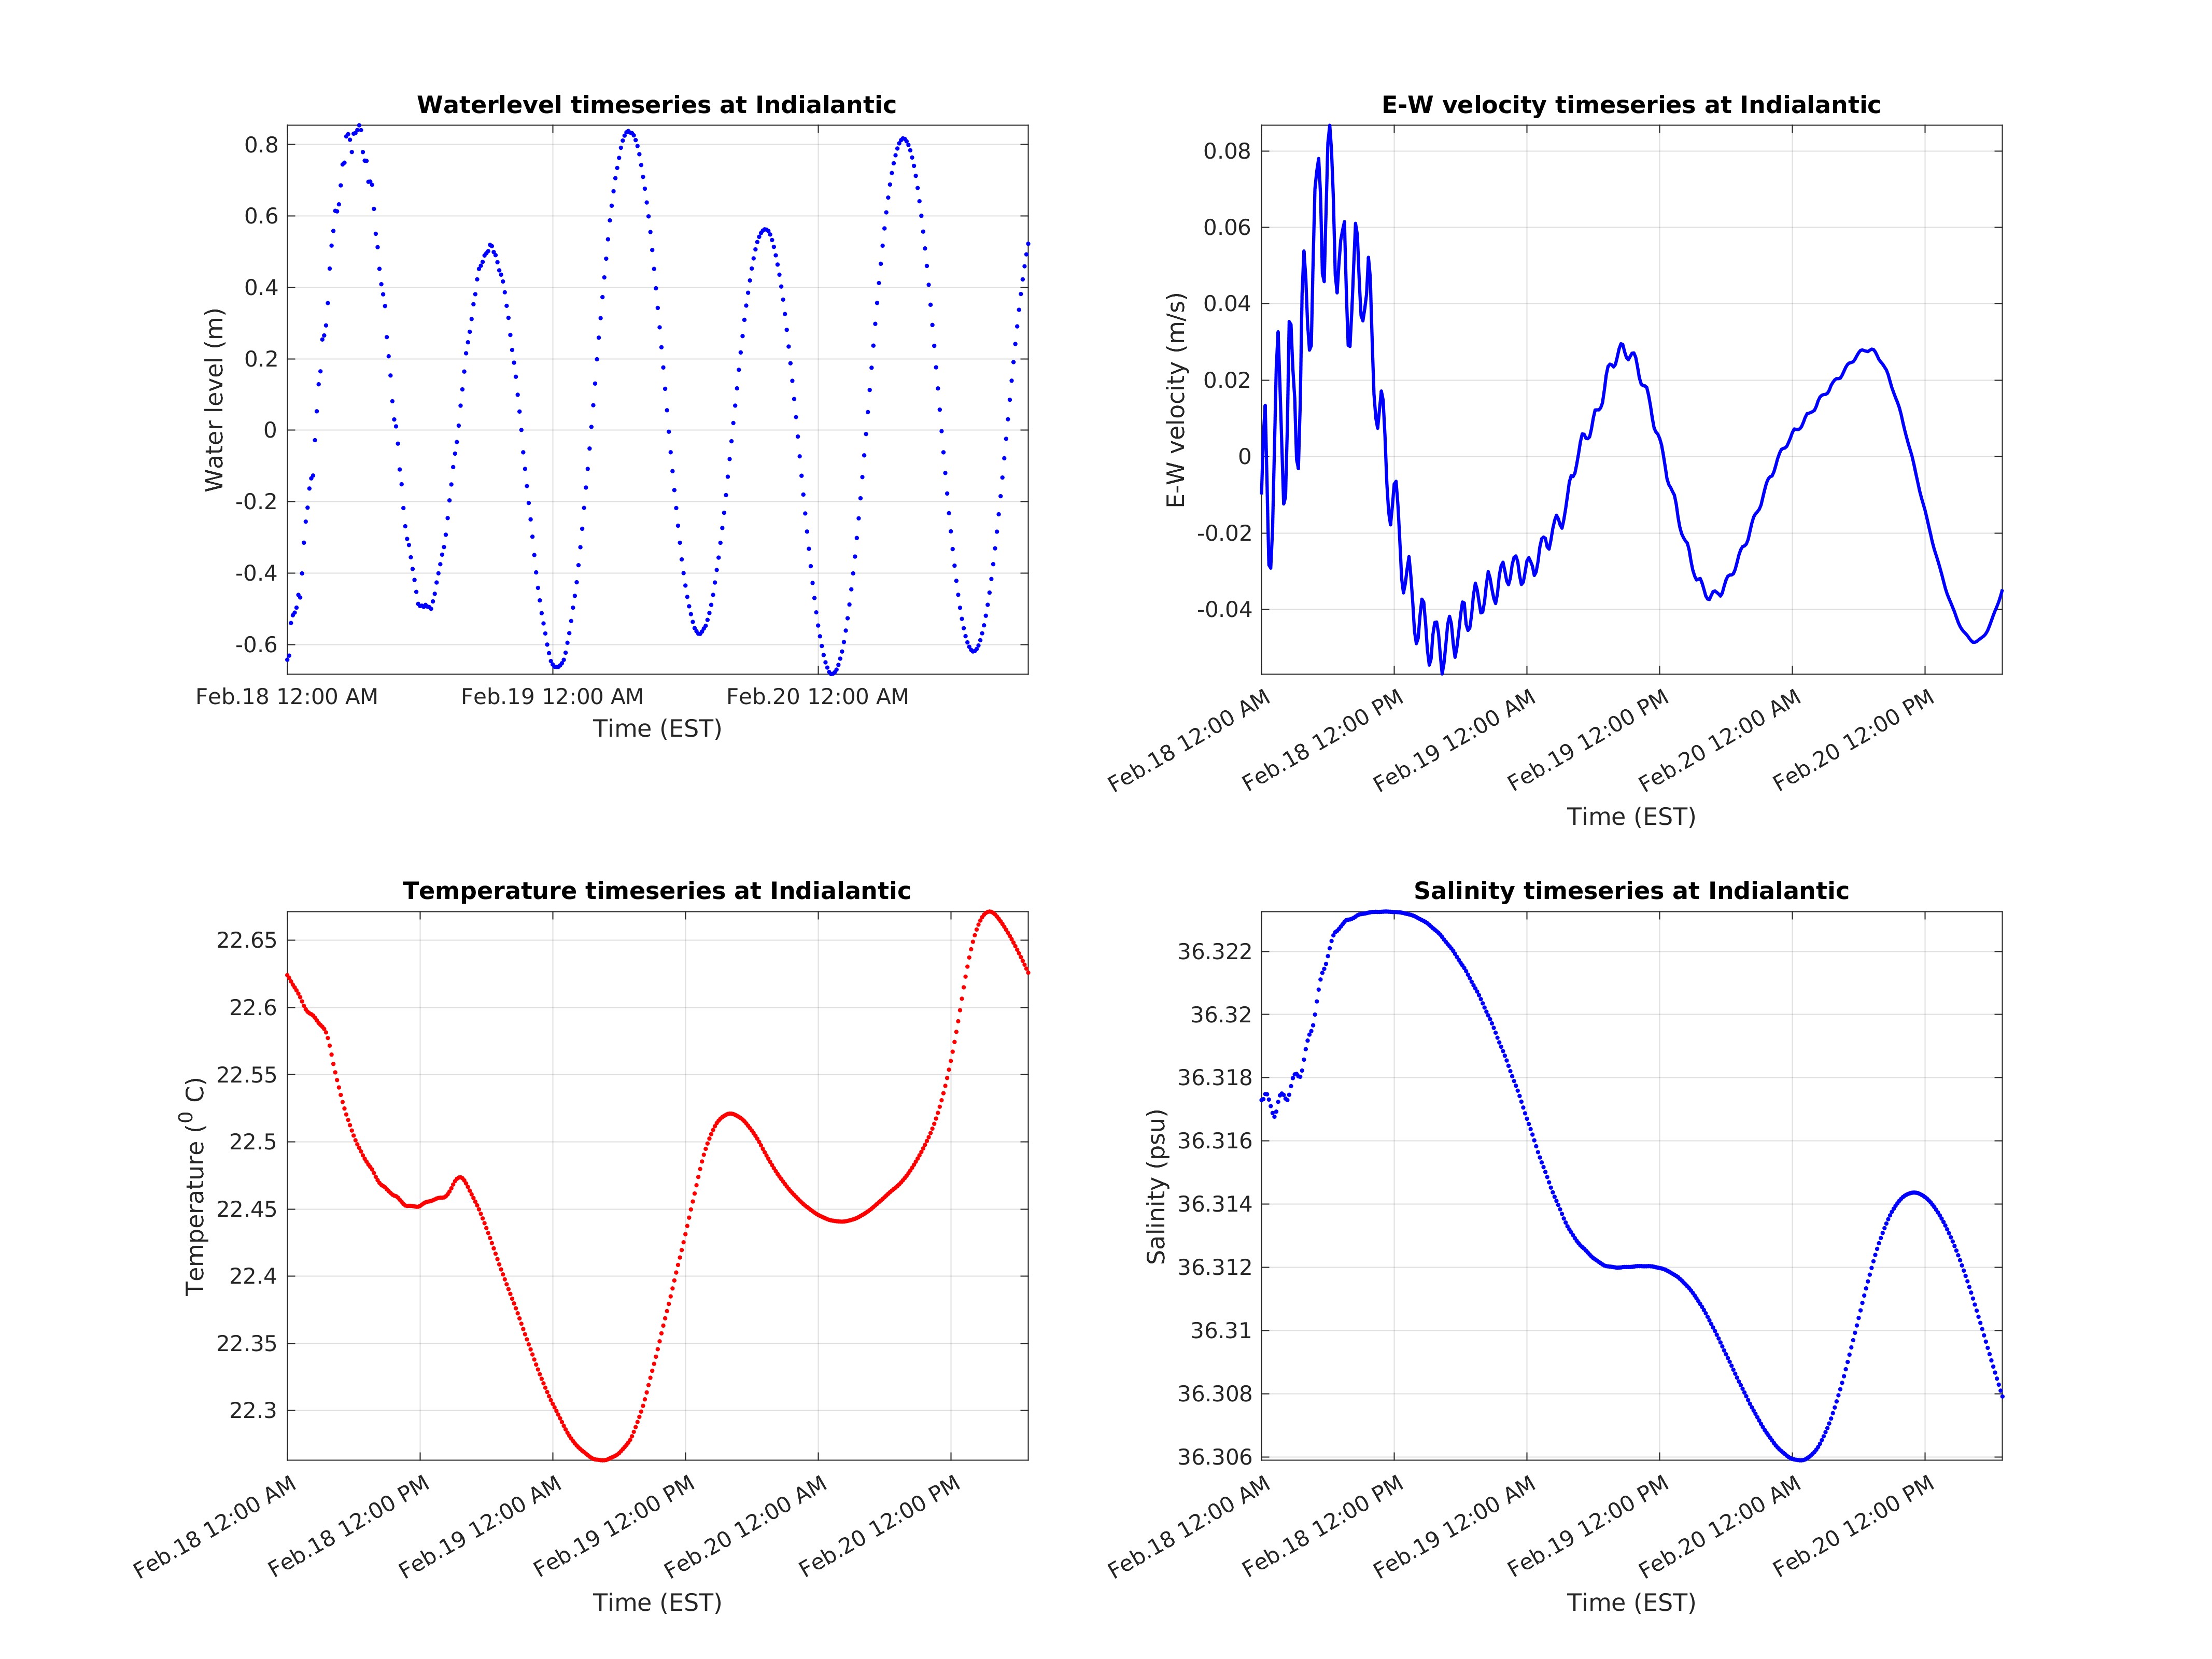 Waterlevel timeseries at Indialantic
0.8
0.6
0.4
0.2
0
-0.2
-0.4
-0.6
Water level (m)
Feb.18 12:00 AM Feb.19 12:00 AM Feb.20 12:00 AM
Time (EST)
E-W velocity timeseries at Indialantic
0.08
0.06
0.04
0.02
0
-0.02
-0.04
E-W velocity (m/s)
Feb.18 12:00 AM Feb.18 12:00 PM Feb.19 12:00 AM Feb.19 12:00 PM Feb.20 12:00 AM Feb.20 12:00 PM
Time (EST)
Temperature timeseries at Indialantic
22.65
22.6
22.55
22.5
22.45
22.4
22.35
22.3
Temperature (⁰ C)
Feb.18 12:00 AM Feb.18 12:00 PM Feb.19 12:00 AM Feb.19 12:00 PM Feb.20 12:00 AM Feb.20 12:00 PM
Time (EST)
Salinity timeseries at Indialantic
36.322
36.32
36.318
36.316
36.314
36.312
36.31
36.308
36.306
Salinity (psu)
Feb.18 12:00 AM Feb.18 12:00 PM Feb.19 12:00 AM Feb.19 12:00 PM Feb.20 12:00 AM Feb.20 12:00 PM
Time (EST)